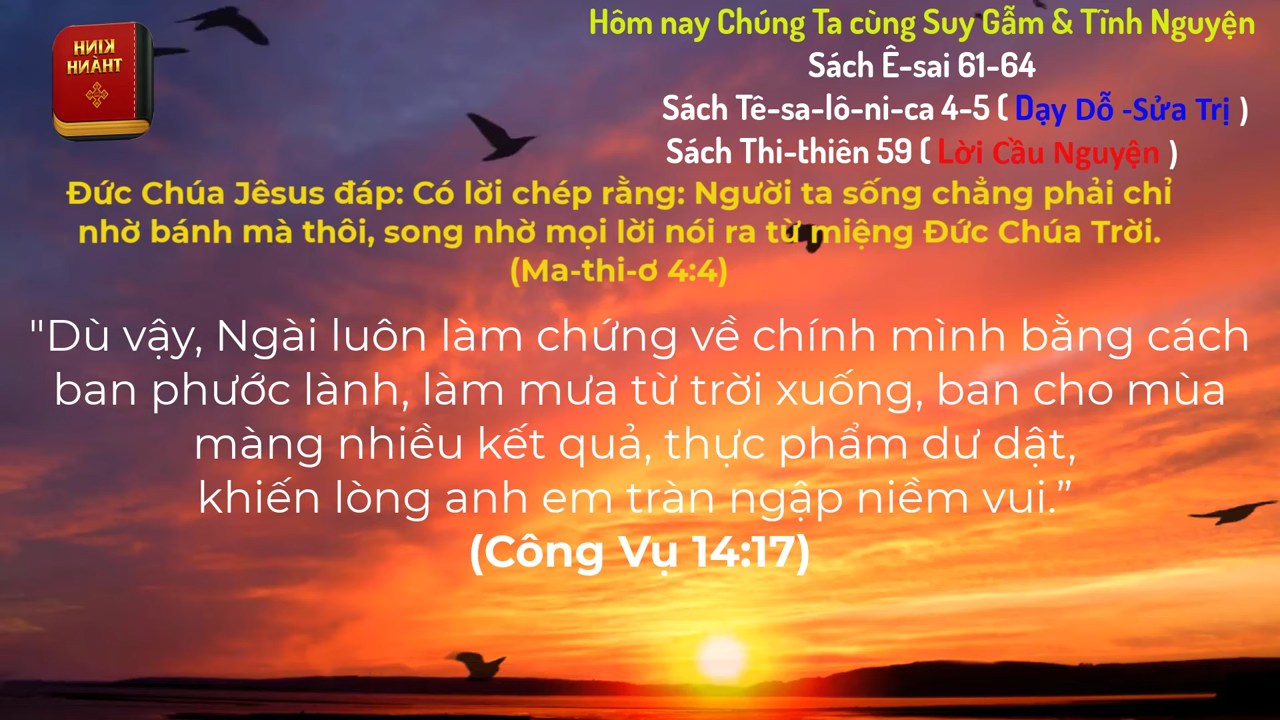 KINH
THÁNH
Hôm nay Chúng Ta cùng Suy Gẫm & Tĩnh Nguyện
Sách Ê-sai 61-64
Sách Tê-sa-lô-ni-ca 4-5 ( Dạy Dỗ -Sửa Trị )
Sách Thi-thiên 59 ( Lời Cầu Nguyện )
Đức Chúa Jêsus đáp: Có lời chép rằng: Người ta sống chẳng phải chỉ
nhờ bánh mà thôi, song nhờ mọi lời nói ra từ miệng Đức Chúa Trời.
(Ma-thi-ơ 4:4)
"Dù vậy, Ngài luôn làm chứng về chính mình bằng cách
ban phước lành, làm mưa từ trời xuống, ban cho mùa
màng nhiều kết quả, thực phẩm dư dật,
khiến lòng anh em tràn ngập niềm vui.”
(Công Vụ 14:17)